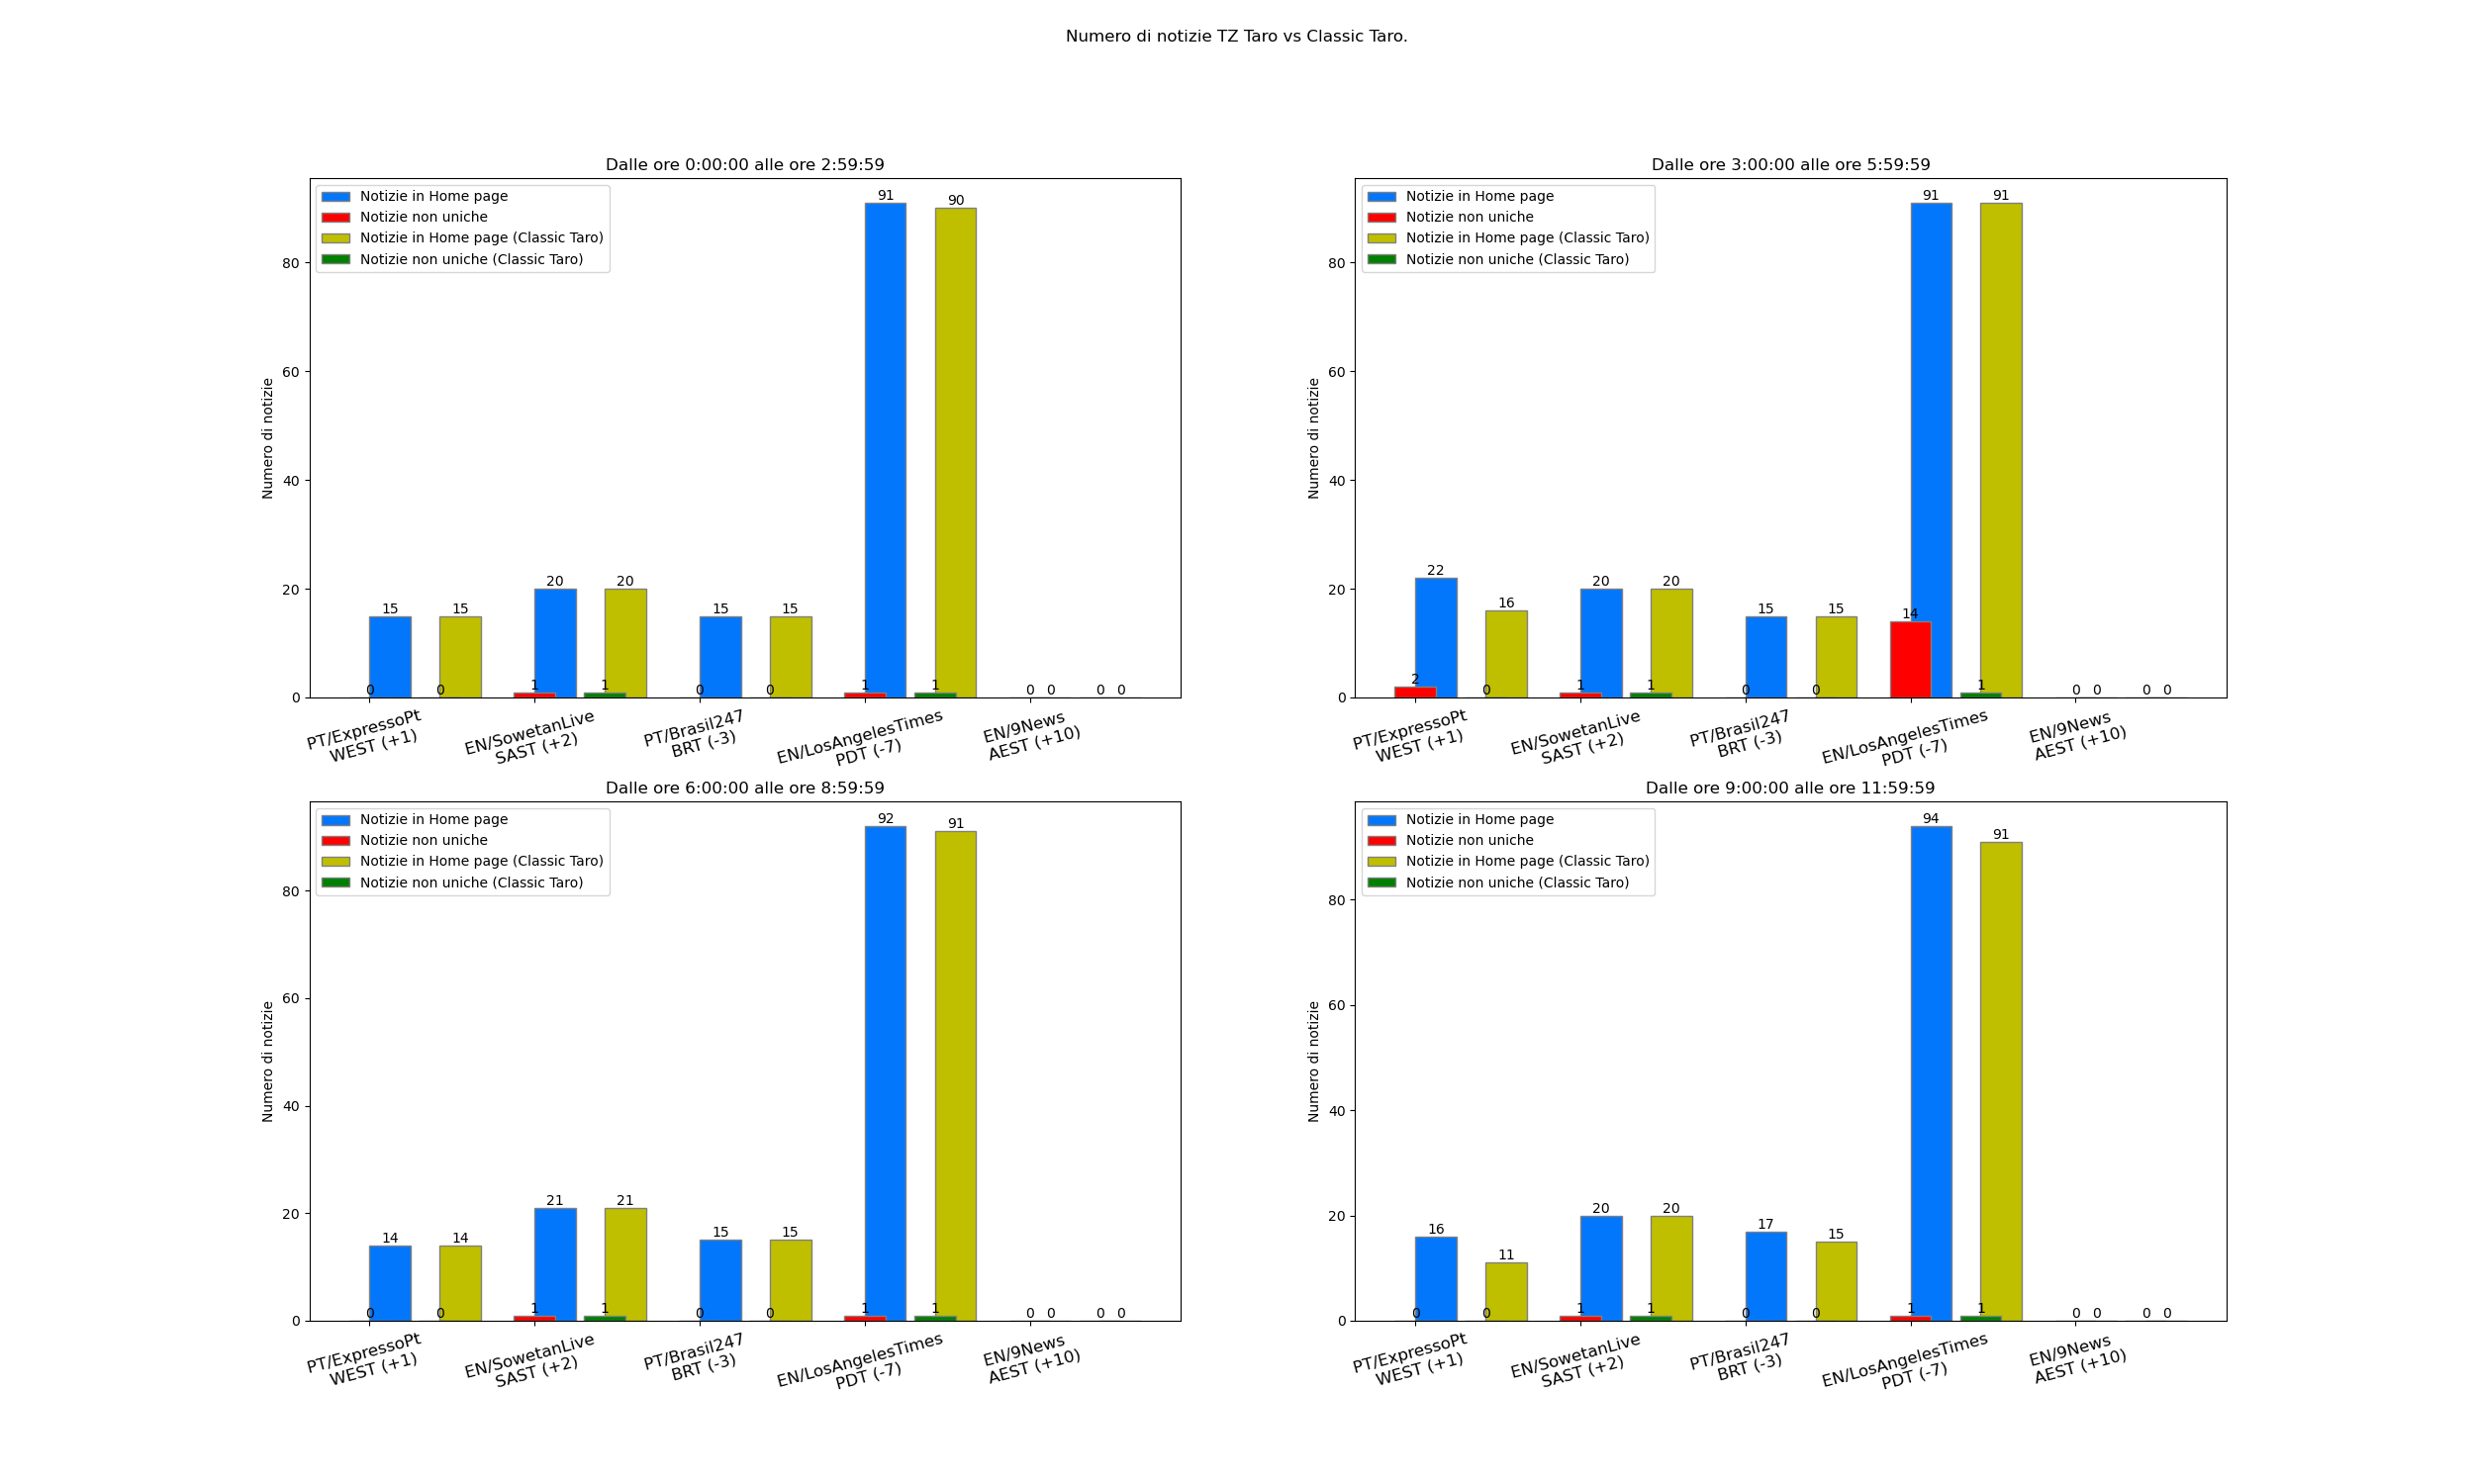 Numero di notizie TZ Taro vs Classic Taro.
Dalle ore 0:00:00 alle ore 2:59:59
Notizie in Home page
Notizie non uniche
Notizie in Home page (Classic Taro)
Notizie non uniche (Classic Taro)
Numero di notizie
80
60
40
20
0
0 15 0 15
1 20 1 20
0 15 0 15
1 91 1 90
0 0 0 0
PT/ExpressoPt
WEST (+1)
EN/SowetanLive
SAST (+2)
PT/Brasil247
BRT (-3)
EN/LosAngelesTimes
PDT (-7)
EN/9News
AEST (+10)
Dalle ore 3:00:00 alle ore 5:59:59
Notizie in Home page
Notizie non uniche
Notizie in Home page (Classic Taro)
Notizie non uniche (Classic Taro)
Numero di notizie
80
60
40
20
0
2 22 0 16
1 20 1 20
0 15 0 15
14 91 1 91
0 0 0 0
PT/ExpressoPt
WEST (+1)
EN/SowetanLive
SAST (+2)
PT/Brasil247
BRT (-3)
EN/LosAngelesTimes
PDT (-7)
EN/9News
AEST (+10)
Dalle ore 6:00:00 alle ore 8:59:59
Notizie in Home page
Notizie non uniche
Notizie in Home page (Classic Taro)
Notizie non uniche (Classic Taro)
Numero di notizie
80
60
40
20
0
0 14 0 14
1 21 1 21
0 15 0 15
1 92 1 91
0 0 0 0
PT/ExpressoPt
WEST (+1)
EN/SowetanLive
SAST (+2)
PT/Brasil247
BRT (-3)
EN/LosAngelesTimes
PDT (-7)
EN/9News
AEST (+10)
Dalle ore 9:00:00 alle ore 11:59:59
Notizie in Home page
Notizie non uniche
Notizie in Home page (Classic Taro)
Notizie non uniche (Classic Taro)
Numero di notizie
80
60
40
20
0
0 16 0 11
1 20 1 20
0 17 0 15
1 94 1 91
0 0 0 0
PT/ExpressoPt
WEST (+1)
EN/SowetanLive
SAST (+2)
PT/Brasil247
BRT (-3)
EN/LosAngelesTimes
PDT (-7)
EN/9News
AEST (+10)